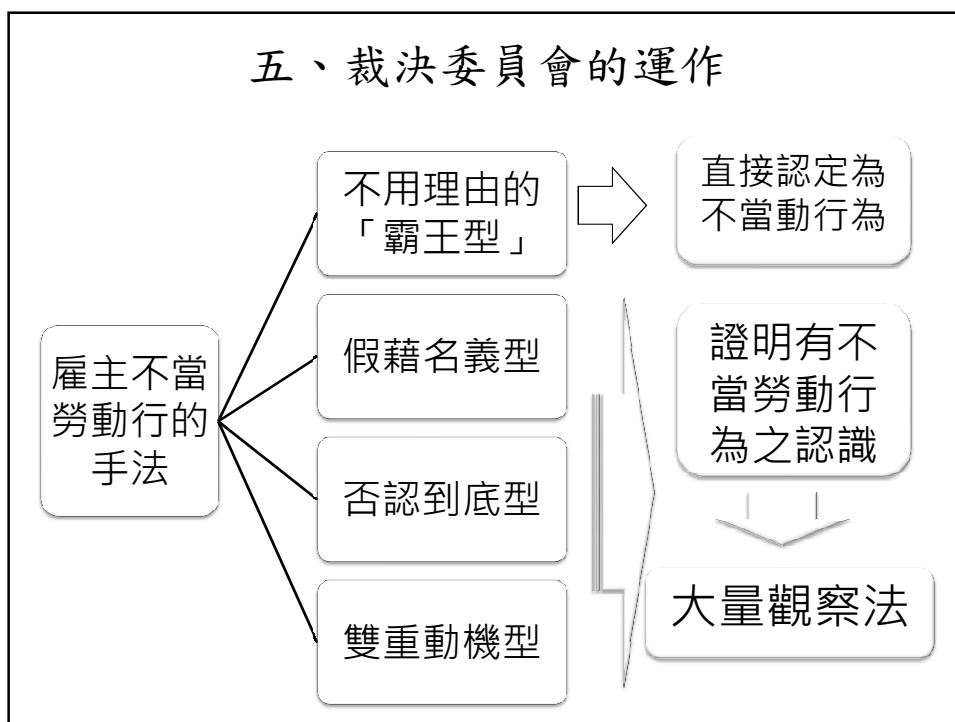 五、裁決委員會的運作
雇主不當
勞動行的
手法
不用理由的
「霸王型」
假藉名義型
否認到底型
雙重動機型
直接認定為
不當動行為
證明有不
當勞動行
為之認識
大量觀察法